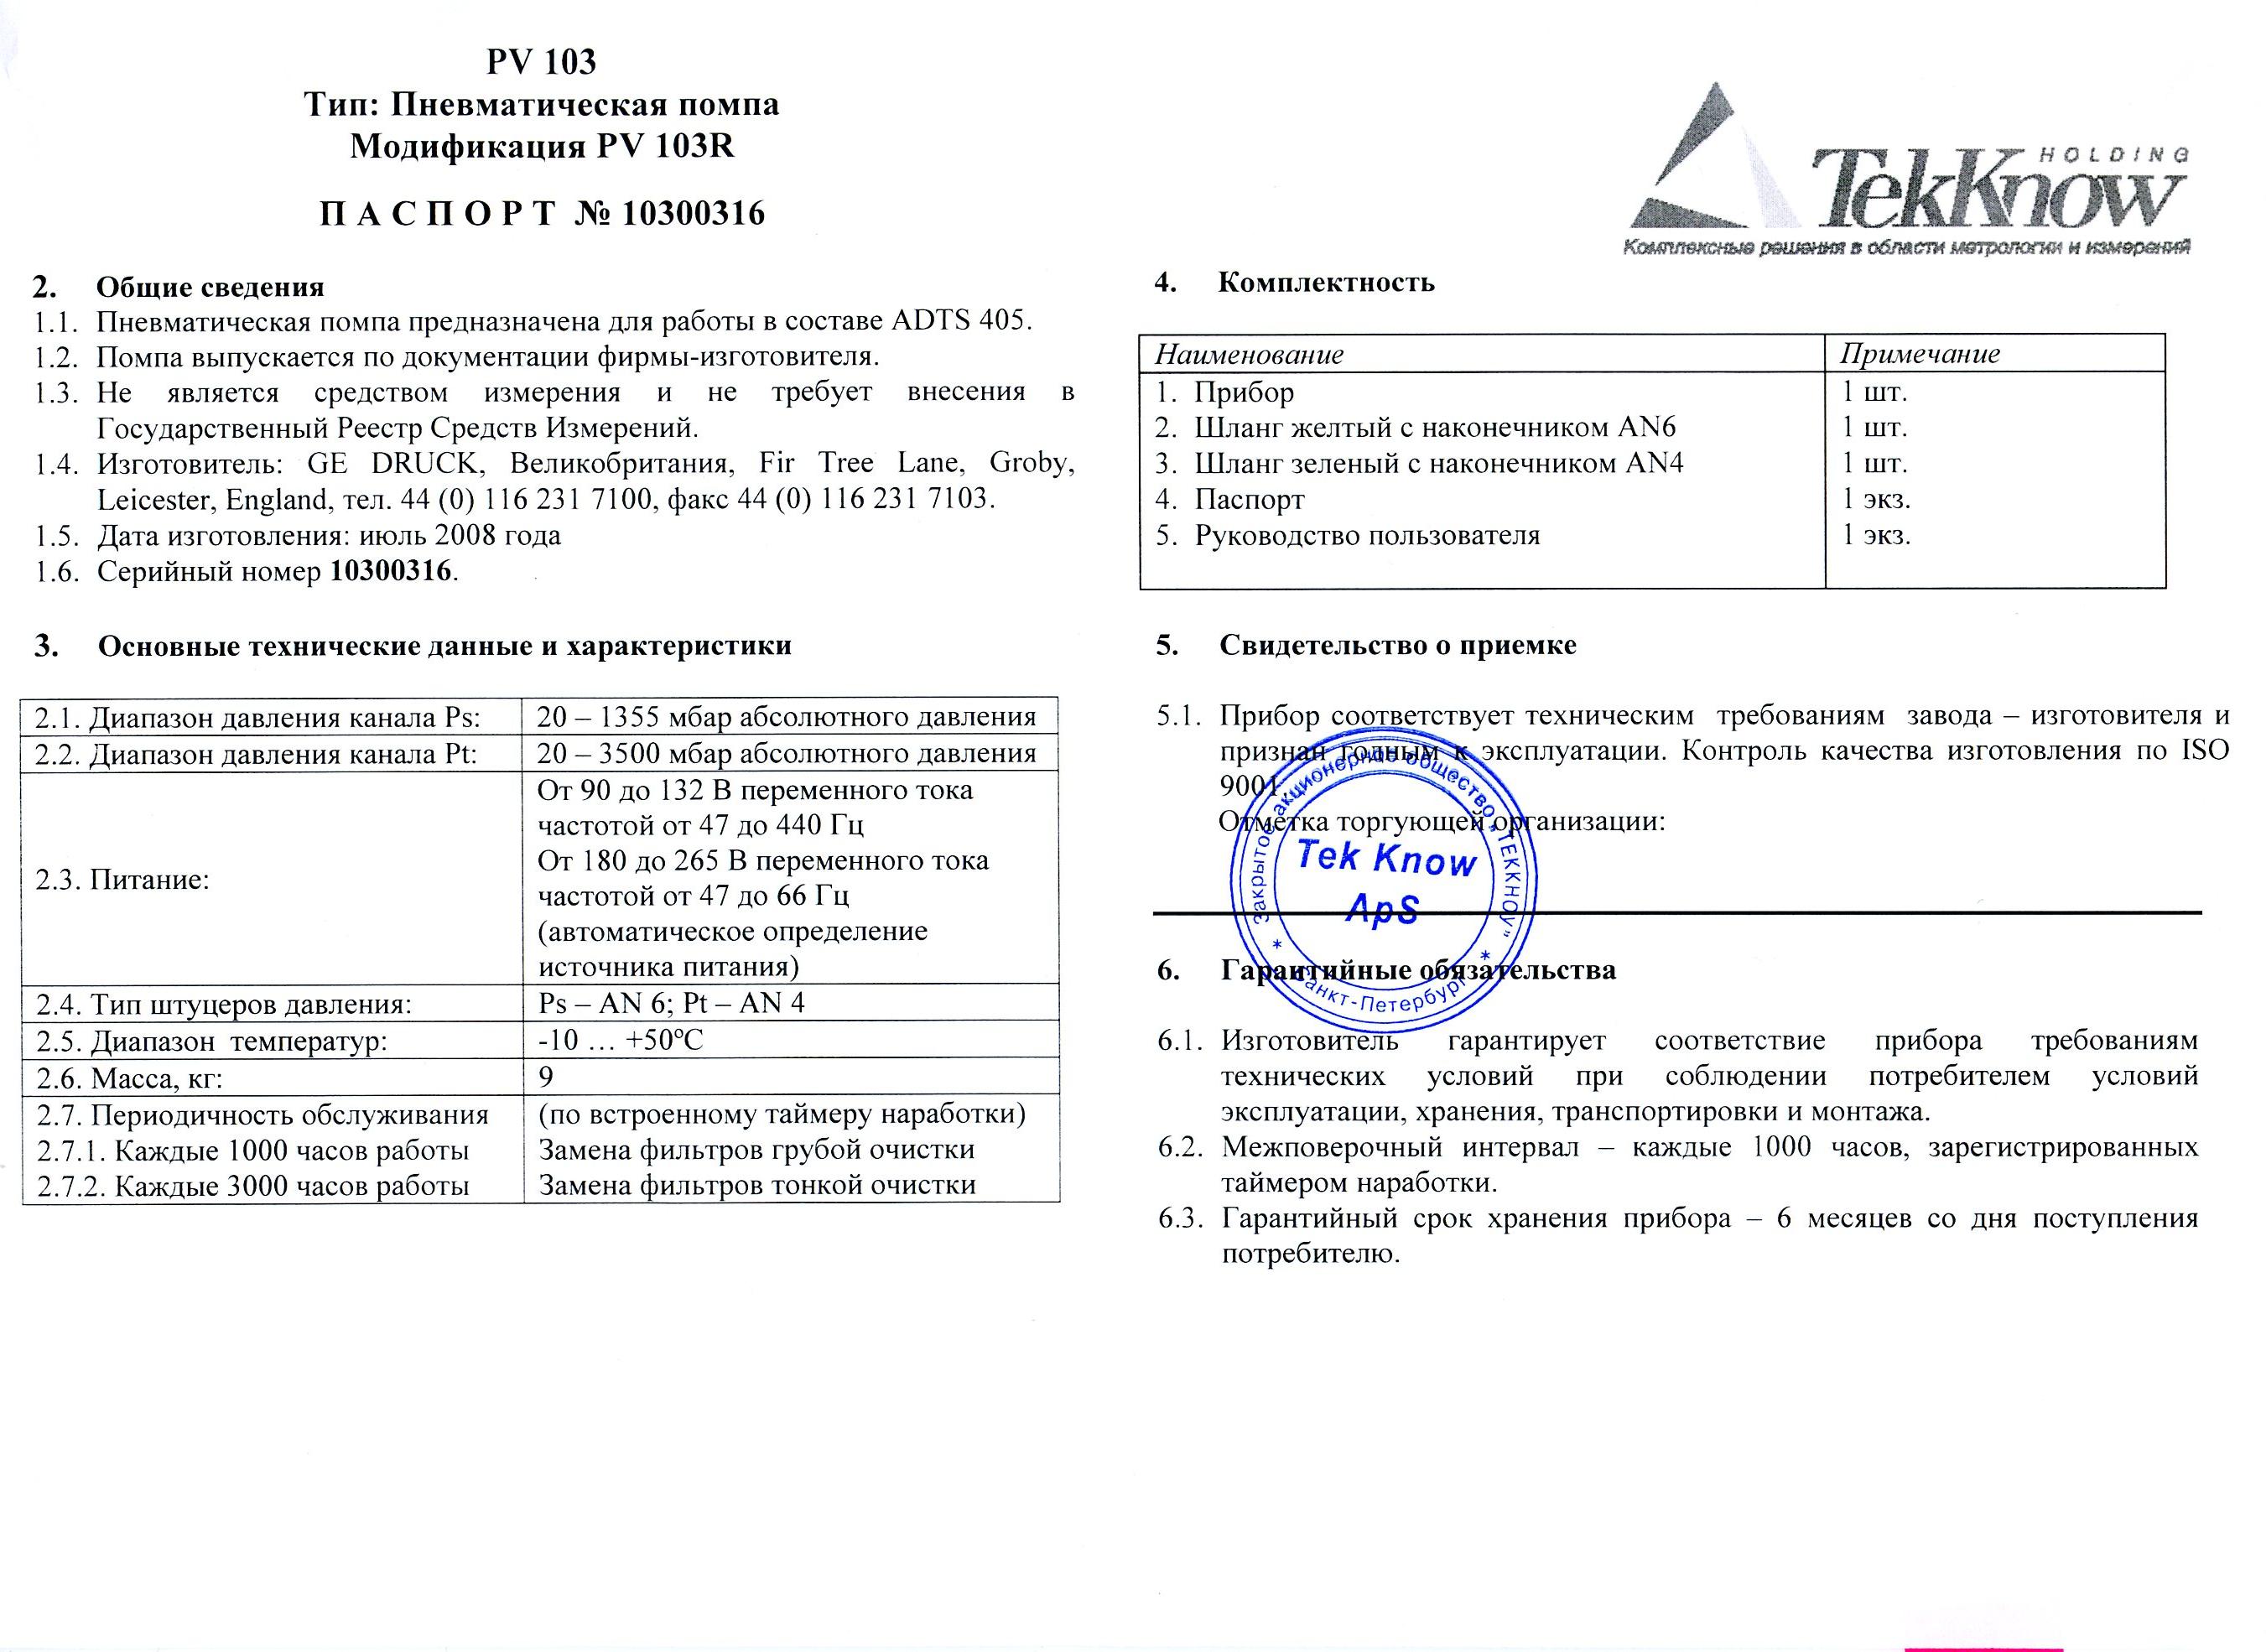 PV 103
Тип: Пневматическая помпа
Модификация PV 103R
П А С П О Р Т № 10300316
2. Общие сведения
1.1. Пневматическая помпа предназначена для работы в составе ADTS 405.
1.2. Помпа выпускается по документации фирмы-изготовителя.
1.3. Не является средством измерения и не требует внесения в
Государственный Реестр Средств Измерений.
1.4. Изготовитель: GE DRUCK, Великобритания, Fir Tree Lane, Groby,
Leicester, England, тел. 44 (0) 116 231 7100, факс 44 (0) 116 231 7103.
1.5. Дата изготовления: июль 2008 года
1.6. Серийный номер 10300316.
3. Основные технические данные и характеристики
2.1. Диапазон давления канала Ps: 20 – 1355 мбар абсолютного давления
2.2. Диапазон давления канала Pt: 20 – 3500 мбар абсолютного давления
2.3. Питание:
От 90 до 132 В переменного тока
частотой от 47 до 440 Гц
От 180 до 265 В переменного тока
частотой от 47 до 66 Гц
(автоматическое определение
источника питания)
2.4. Тип штуцеров давления: Ps – AN 6; Pt – AN 4
2.5. Диапазон температур: -10 … +50ºС
2.6. Масса, кг: 9
2.7. Периодичность обслуживания (по встроенному таймеру наработки)
2.7.1. Каждые 1000 часов работы Замена фильтров грубой очистки
2.7.2. Каждые 3000 часов работы Замена фильтров тонкой очистки
HOLDING
TekKnow
Комплексные решения в области метрологии и измерений
4. Комплектность
Наименование Примечание
1. Прибор 1 шт.
2. Шланг желтый с наконечником AN6 1 шт.
3. Шланг зеленый с наконечником AN4 1 шт.
4. Паспорт 1 экз.
5. Руководство пользователя 1 экз.
5. Свидетельство о приемке
5.1. Прибор соответствует техническим требованиям завода – изготовителя и
признан годным к эксплуатации. Контроль качества изготовления по ISO
9001.
Отметка торгующей организации:
Закрытое акционерное общество "ТЕККНОУ"
Tek Know
ApS
* Санкт-Петербург *
6. Гарантийные обязательства
6.1. Изготовитель гарантирует соответствие прибора требованиям
технических условий при соблюдении потребителем условий
эксплуатации, хранения, транспортировки и монтажа.
6.2. Межповерочный интервал – каждые 1000 часов, зарегистрированных
таймером наработки.
6.3. Гарантийный срок хранения прибора – 6 месяцев со дня поступления
потребителю.